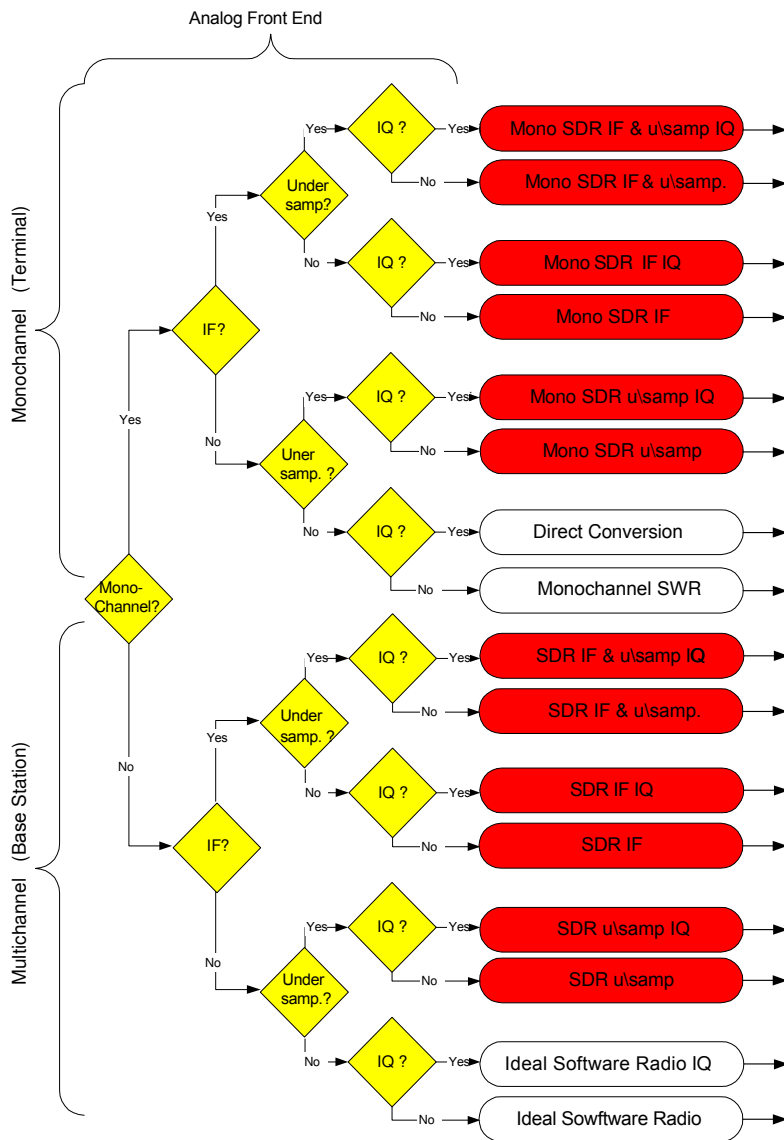 Analog Front End
Monochannel (Terminal)
Multichannel (Base Station)
Mono-
Channel?
Yes
No
IF?
Yes
No
Under
samp.?
Yes
No
IQ ?
Yes
Mono SDR IF & u\samp IQ
No
Mono SDR IF & u\samp.
IQ ?
Yes
Mono SDR IF IQ
No
Mono SDR IF
Uner
samp. ?
Yes
No
IQ ?
Yes
Mono SDR u\samp IQ
No
Mono SDR u\samp
IQ ?
Yes
Direct Conversion
No
Monochannel SWR
IF?
Yes
No
Under
samp. ?
Yes
No
IQ ?
Yes
SDR IF & u\samp IQ
No
SDR IF & u\samp.
IQ ?
Yes
SDR IF IQ
No
SDR IF
Under
samp.?
Yes
No
IQ ?
Yes
SDR u\samp IQ
No
SDR u\samp
IQ ?
Yes
Ideal Software Radio IQ
No
Ideal Sowftware Radio